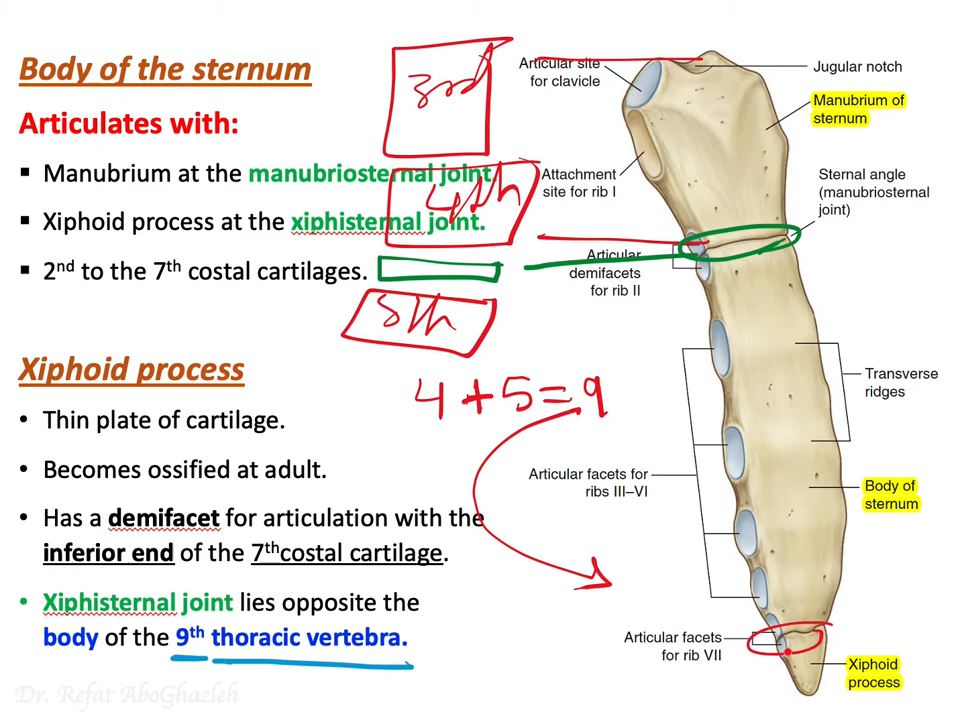 Body of the sternum
Articulates with:
▪ Manubrium at the manubriosternal joint.
▪ Xiphoid process at the xiphisternal joint.
▪ 2nd to the 7th costal cartilages.
3rd
4th
5th
4 + 5 = 9
Xiphoid process
• Thin plate of cartilage.
• Becomes ossified at adult.
• Has a demifacet for articulation with the
inferior end of the 7thcostal cartilage.
• Xiphisternal joint lies opposite the
body of the 9th thoracic vertebra.
Dr. Refat AboGhazleh
Articular site
for clavicle
Attachment
site for rib I
Articular
demifacets
for rib II
Articular facets for
ribs III–VI
Articular facets
for rib VII
Jugular notch
Manubrium of
sternum
Sternal angle
(manubriosternal
joint)
Transverse
ridges
Body of
sternum
Xiphoid
process